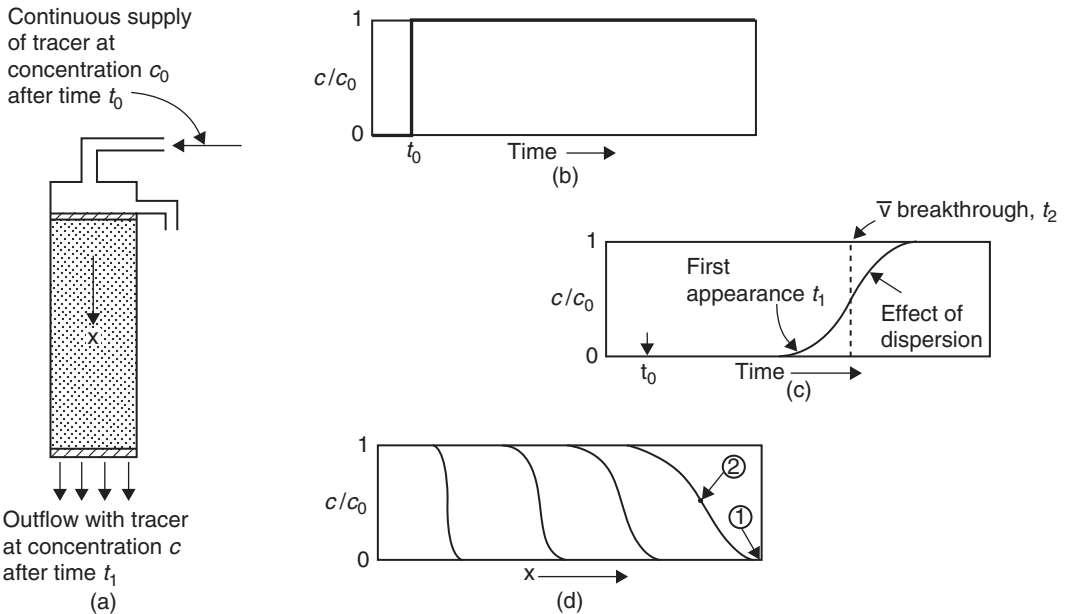 Continuous supply
of tracer at
concentration c₀
after time t₀
x
Outflow with tracer
at concentration c
after time t₁
(a)
1
c/c₀
0
t₀
Time
(b)
v̅ breakthrough, t₂
1
First
appearance t₁
c/c₀
Effect of
dispersion
0
t₀
Time
(c)
1
②
c/c₀
①
0
x
(d)